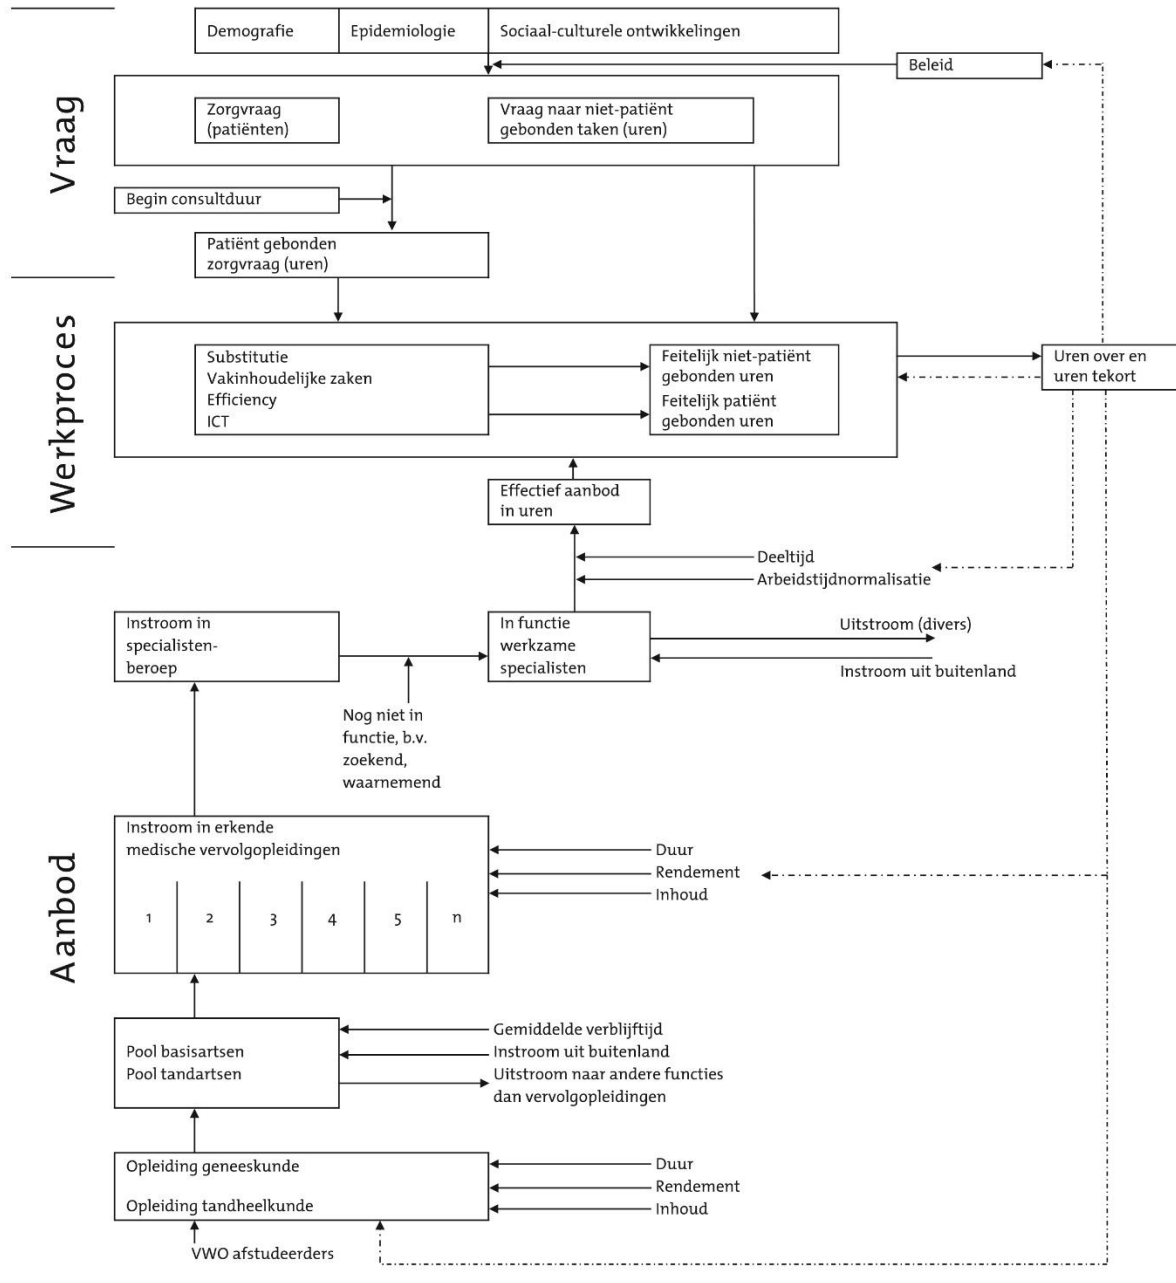 Vraag
Demografie
Epidemiologie
Sociaal-culturele ontwikkelingen
Beleid
Zorgvraag
(patiënten)
Vraag naar niet-patiënt
gebonden taken (uren)
Begin consultduur
Patiënt gebonden
zorgvraag (uren)
Werkproces
Substitutie
Vakinhoudelijke zaken
Efficiency
ICT
Feitelijk niet-patiënt
gebonden uren
Feitelijk patiënt
gebonden uren
Uren over en
uren tekort
Effectief aanbod
in uren
Aanbod
Deeltijd
Arbeidstijdnormalisatie
Instroom in
specialisten-
beroep
In functie
werkzame
specialisten
Uitstroom (divers)
Instroom uit buitenland
Nog niet in
functie, b.v.
zoekend,
waarnemend
Instroom in erkende
medische vervolgopleidingen
1 2 3 4 5 n
Duur
Rendement
Inhoud
Pool basisartsen
Pool tandartsen
Gemiddelde verblijftijd
Instroom uit buitenland
Uitstroom naar andere functies
dan vervolgopleidingen
Opleiding geneeskunde
Opleiding tandheelkunde
Duur
Rendement
Inhoud
VWO afstudeerders